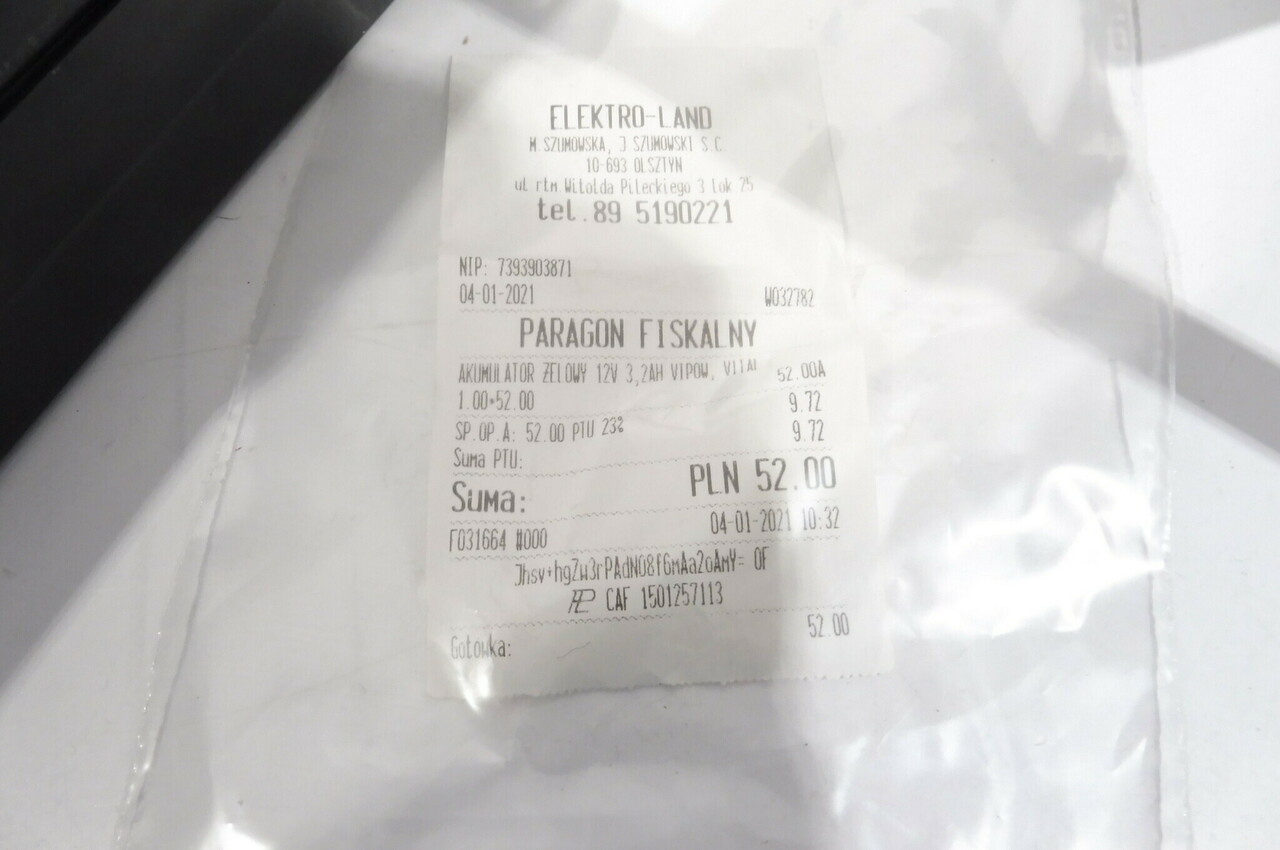 ELEKTRO-LAND
M SZUMOWSKA, J SZUMOWSKI S.C.
10-693 OLSZTYN
ul. rtm.Witolda Pileckiego 3 lok 25
tel.89 5190221
NIP: 7393903871
04-01-2021 W032782
PARAGON FISKALNY
AKUMULATOR ŻELOWY 12V 3,2AH VIPOW, VITAL 52.00A
1.00*52.00 9.72
SP.OP.A: 52.00 PTU 23% 9.72
Suma PTU:
Suma: PLN 52.00
F031664 #000 04-01-2021 10:32
Jhsv+hgZw3rPAdNO8f6mAa2oAmY= OF
CAF 1501257113
Gotówka: 52.00